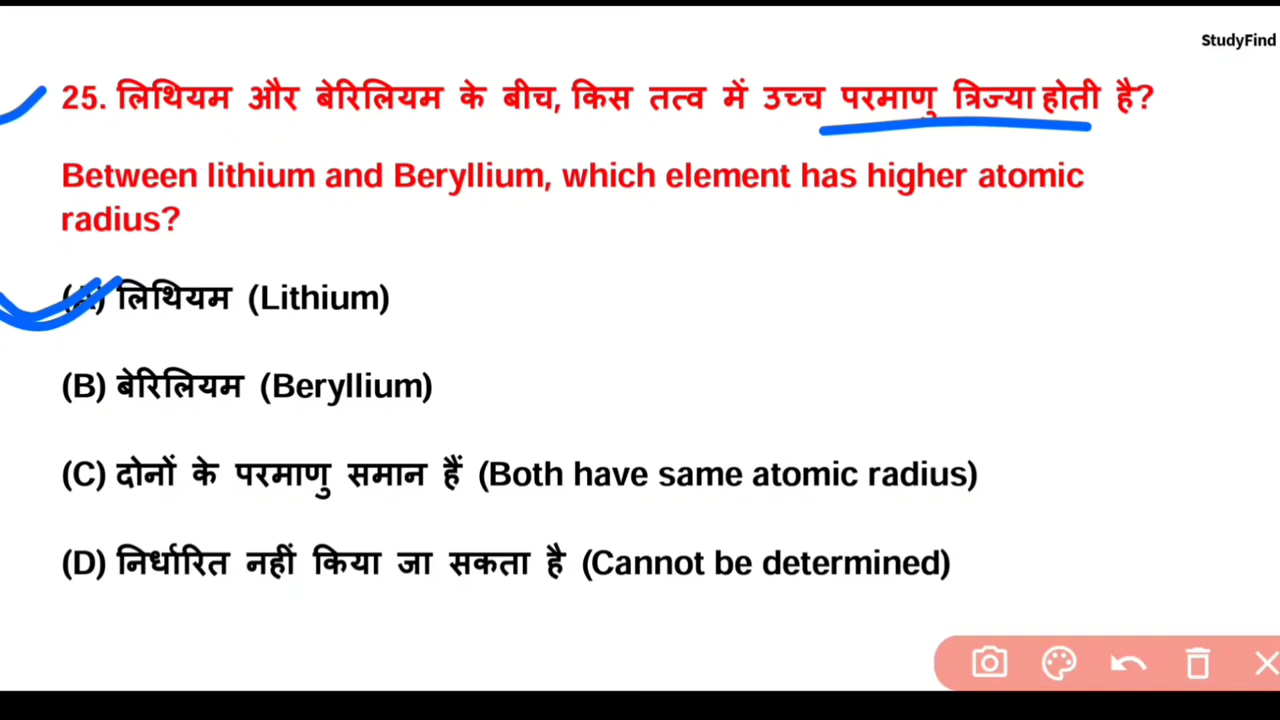 StudyFind
25. लिथियम और बेरिलियम के बीच, किस तत्व में उच्च परमाणु त्रिज्या होती है?
Between lithium and Beryllium, which element has higher atomic
radius?
(A) लिथियम (Lithium)
(B) बेरिलियम (Beryllium)
(C) दोनों के परमाणु समान हैं (Both have same atomic radius)
(D) निर्धारित नहीं किया जा सकता है (Cannot be determined)